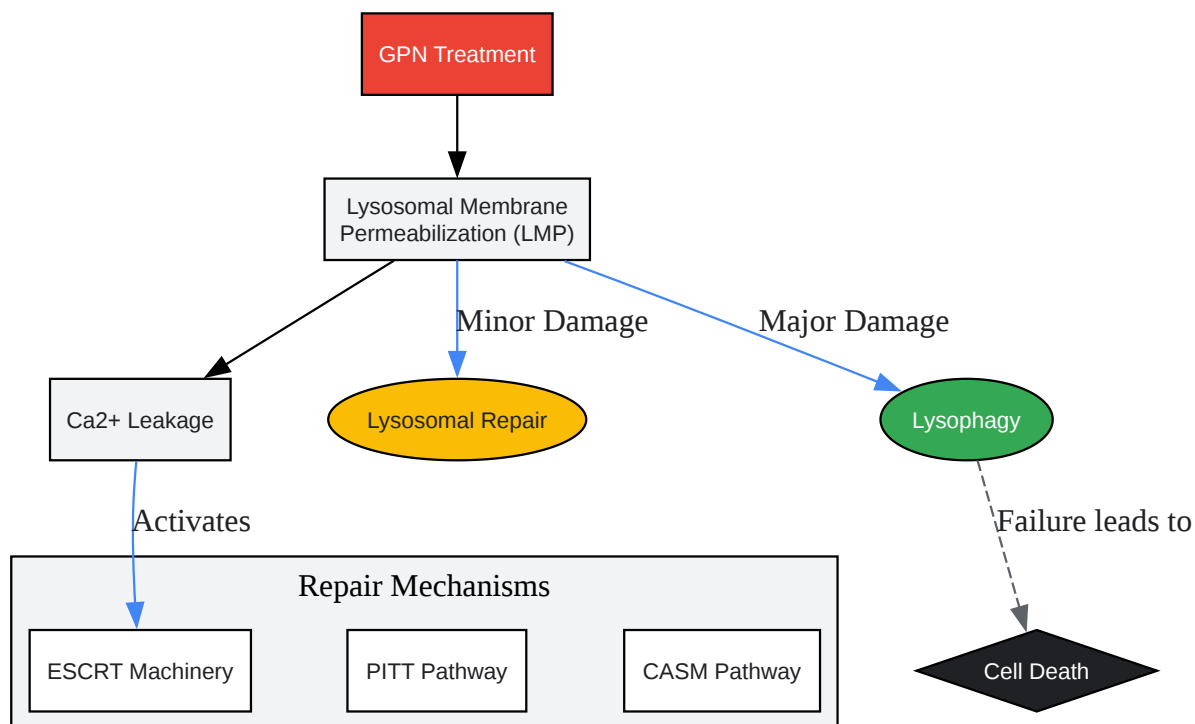 GPN Treatment
Lysosomal Membrane
Permeabilization (LMP)
Minor Damage
Major Damage
Ca2+ Leakage
Lysosomal Repair
Lysophagy
Activates
Failure leads to
Repair Mechanisms
ESCRT Machinery
PITT Pathway
CASM Pathway
Cell Death